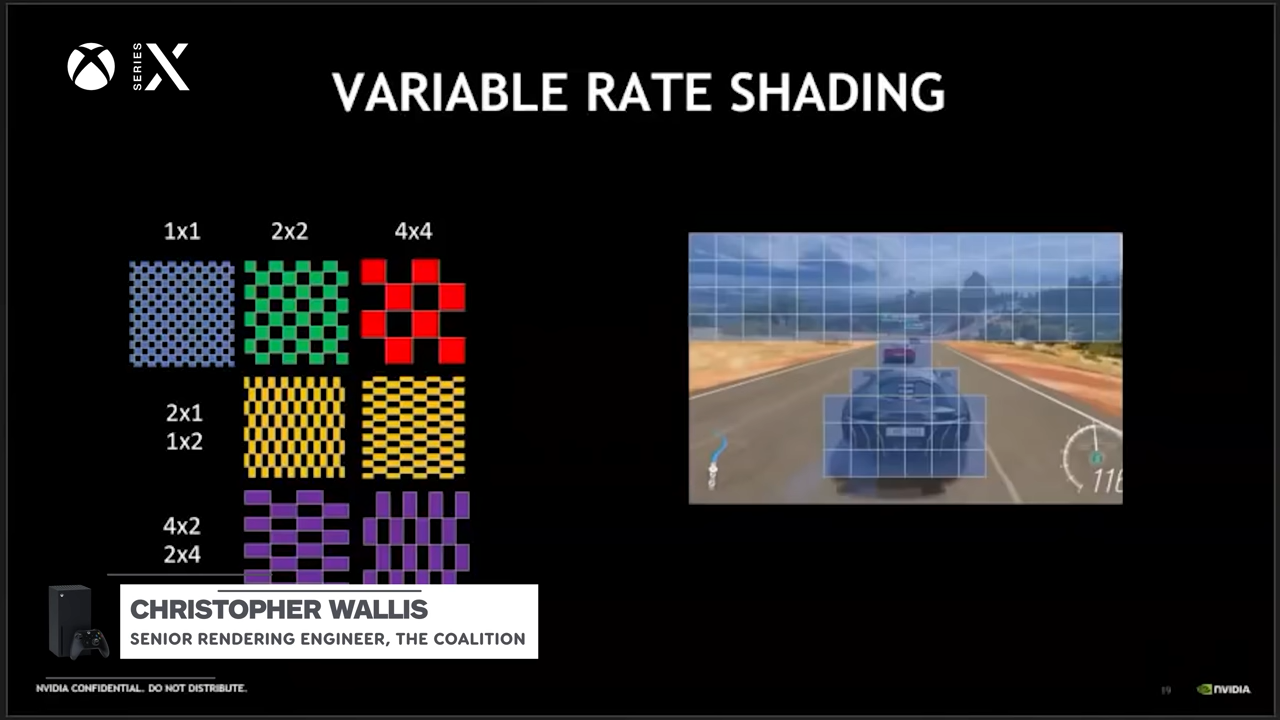 SERIES X
VARIABLE RATE SHADING
1x1 2x2 4x4
2x1
1x2
4x2
2x4
116
CHRISTOPHER WALLIS
SENIOR RENDERING ENGINEER, THE COALITION
NVIDIA CONFIDENTIAL. DO NOT DISTRIBUTE.
19
NVIDIA